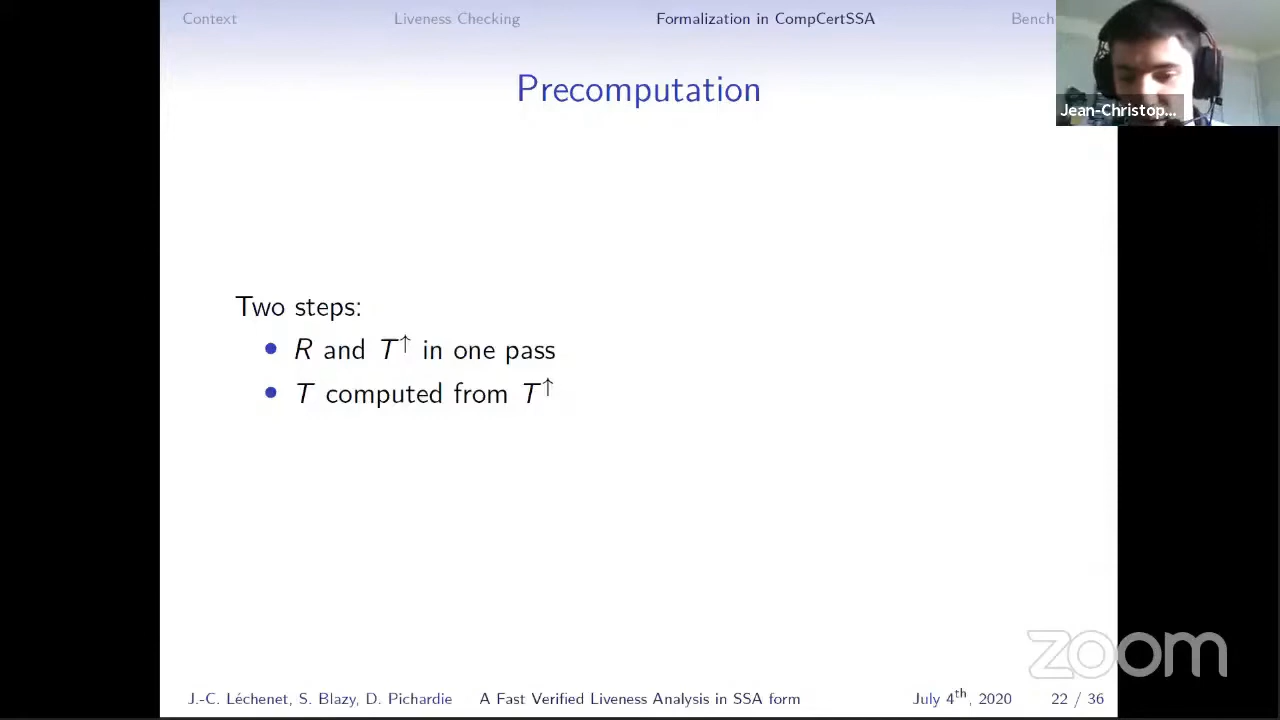 Context Liveness Checking Formalization in CompCertSSA Bench
Precomputation
Jean-Christop...
Two steps:
• R and T↑ in one pass
• T computed from T↑
zoom
J.-C. Léchenet, S. Blazy, D. Pichardie A Fast Verified Liveness Analysis in SSA form July 4th, 2020 22 / 36